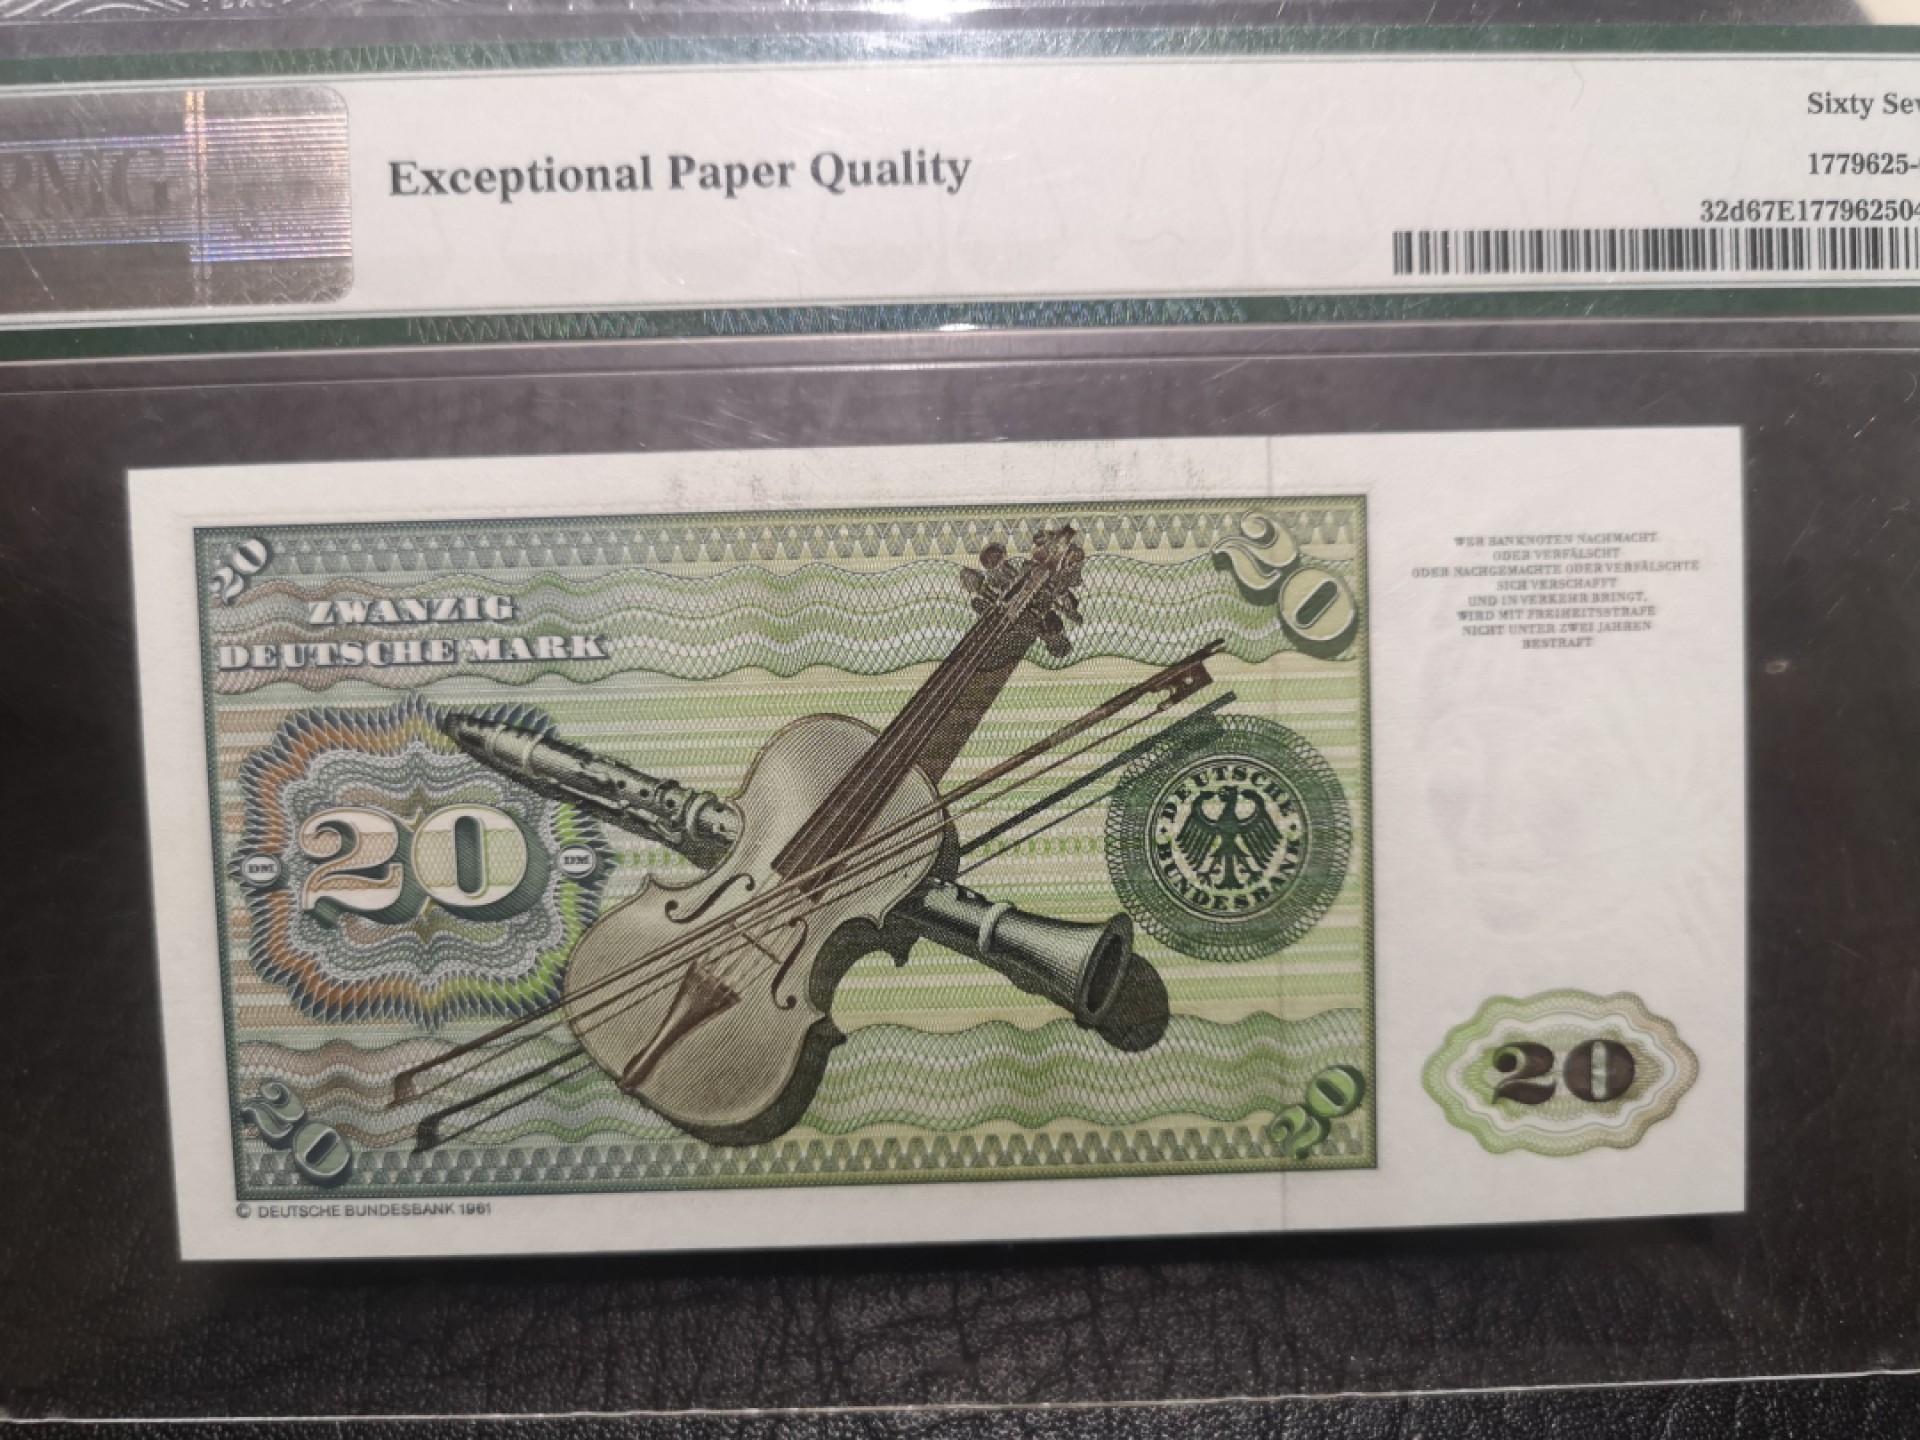 PMG
Exceptional Paper Quality
Sixty Sev
1779625-
32d67E177962504
20
ZWANZIG
DEUTSCHE MARK
20
WER BANKNOTEN NACHMACHT
ODER VERFÄLSCHT
ODER NACHGEMACHTE ODER VERFÄLSCHTE
SICH VERSCHAFFT
UND IN VERKEHR BRINGT,
WIRD MIT FREIHEITSSTRAFE
NICHT UNTER ZWEI JAHREN
BESTRAFT
DM 20 DM
DEUTSCHE
BUNDESBANK
20
20
20
© DEUTSCHE BUNDESBANK 1961